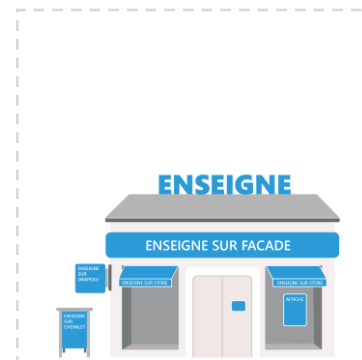 ENSEIGNE
ENSEIGNE SUR FACADE
ENSEIGNE
SUR
DRAPEAU
ENSEIGNE SUR STORE
ENSEIGNE SUR STORE
AFFICHE
ENSEIGNE
SUR
CHEVALET